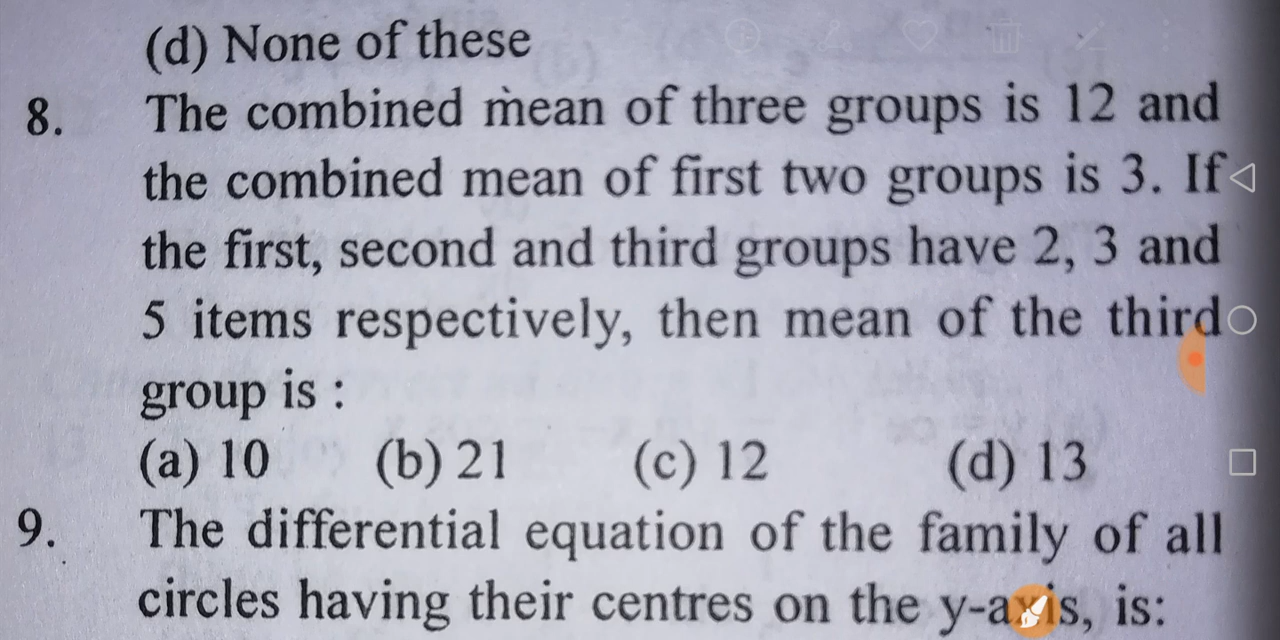 (d) None of these
8. The combined mean of three groups is 12 and
the combined mean of first two groups is 3. If
the first, second and third groups have 2, 3 and
5 items respectively, then mean of the third
group is :
(a) 10 (b) 21 (c) 12 (d) 13
9. The differential equation of the family of all
circles having their centres on the y-axis, is: